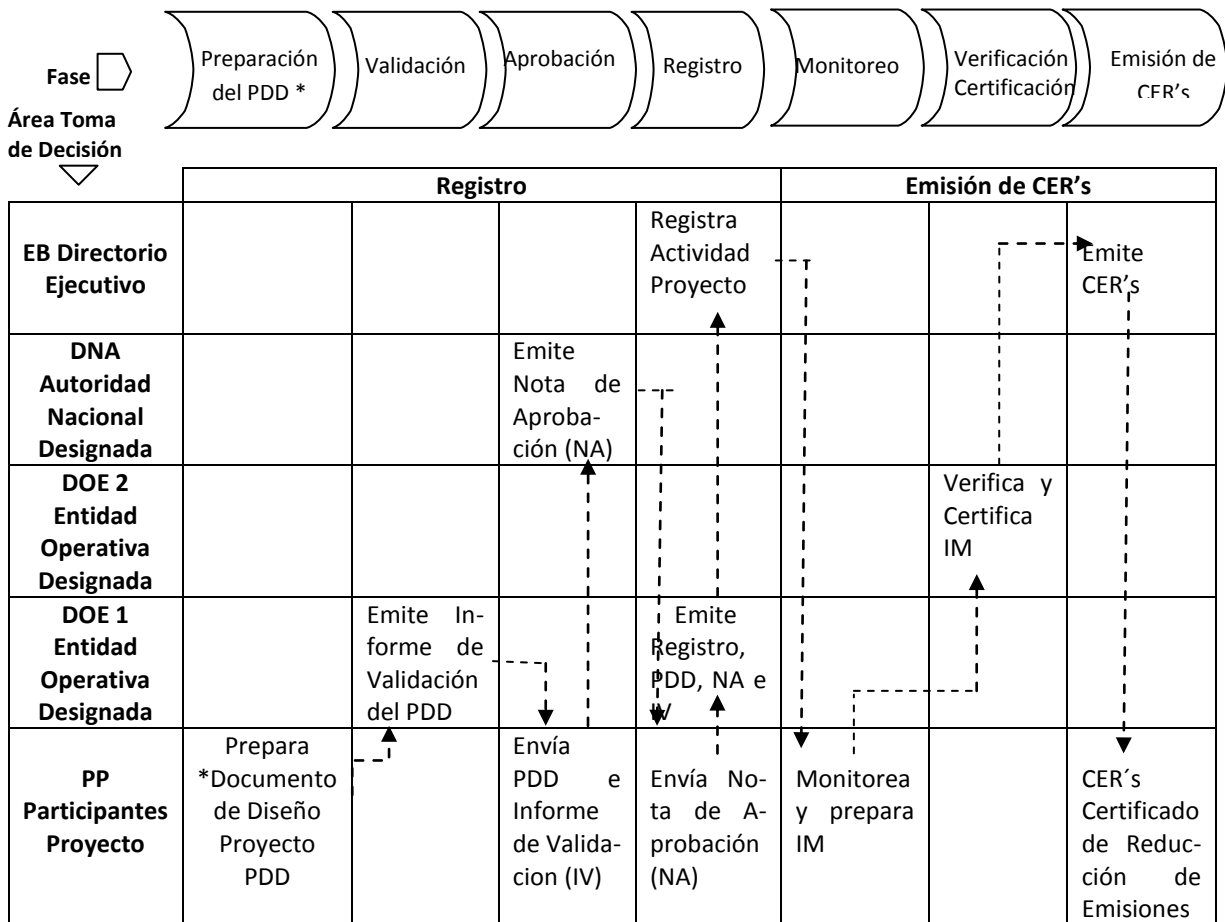 Fase
Preparación
del PDD *
Validación
Aprobación
Registro
Monitoreo
Verificación
Certificación
Emisión de
CER's
Área Toma
de Decisión
Registro
Emisión de CER's
EB Directorio
Ejecutivo
Registra
Actividad
Proyecto
Emite
CER's
DNA
Autoridad
Nacional
Designada
Emite
Nota de
Aproba-
ción (NA)
DOE 2
Entidad
Operativa
Designada
Verifica y
Certifica
IM
DOE 1
Entidad
Operativa
Designada
Emite In-
forme de
Validación
del PDD
Emite
Registro,
PDD, NA e
IV
PP
Participantes
Proyecto
Prepara
*Documento
de Diseño
Proyecto
PDD
Envía
PDD e
Informe
de Valida-
cion (IV)
Envía No-
ta de A-
probación
(NA)
Monitorea
y prepara
IM
CER´s
Certificado
de Reduc-
ción de
Emisiones